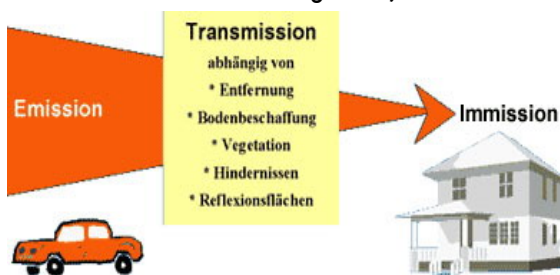 Emission
Transmission
abhängig von
* Entfernung
* Bodenbeschaffung
* Vegetation
* Hindernissen
* Reflexionsflächen
Immission